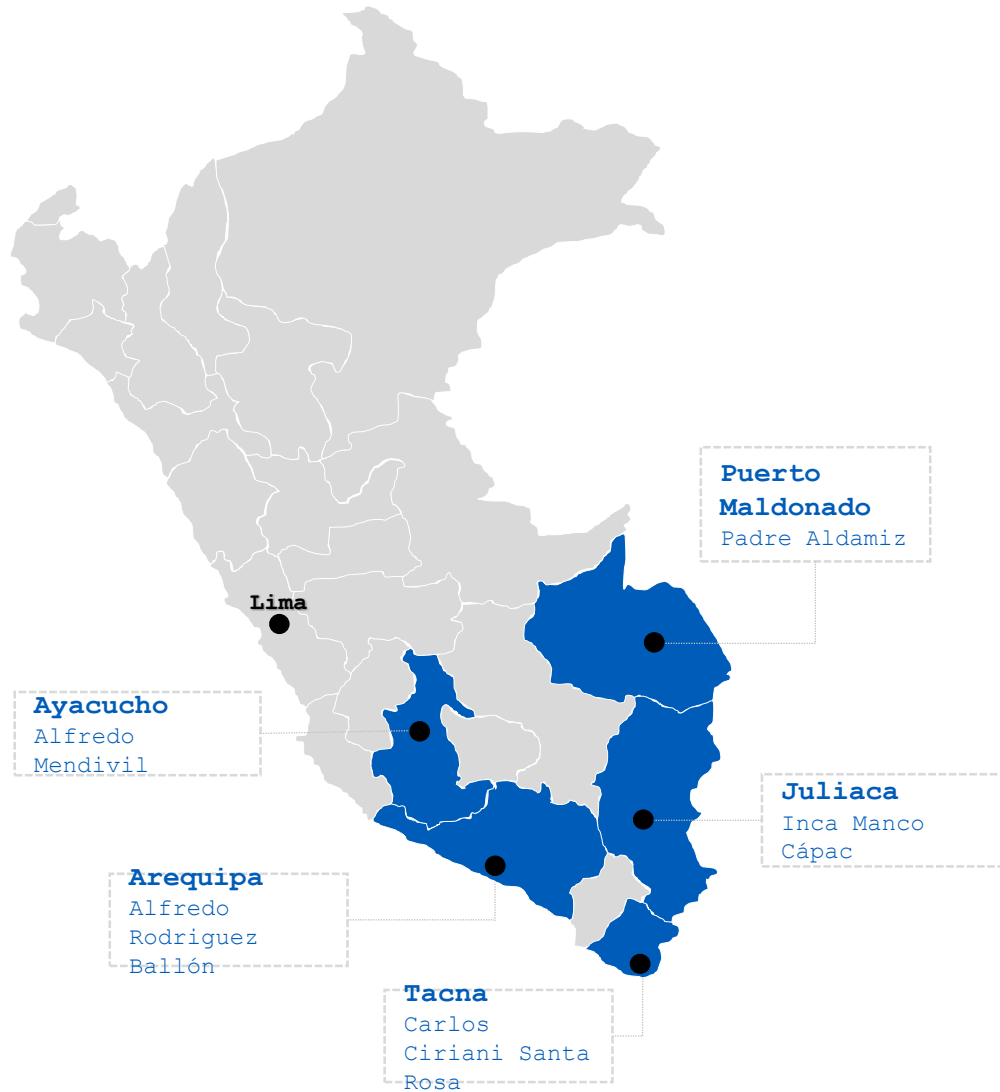 Puerto
Maldonado
Padre Aldamiz
Lima
Ayacucho
Alfredo
Mendivil
Juliaca
Inca Manco
Cápac
Arequipa
Alfredo
Rodriguez
Ballón
Tacna
Carlos
Ciriani Santa
Rosa